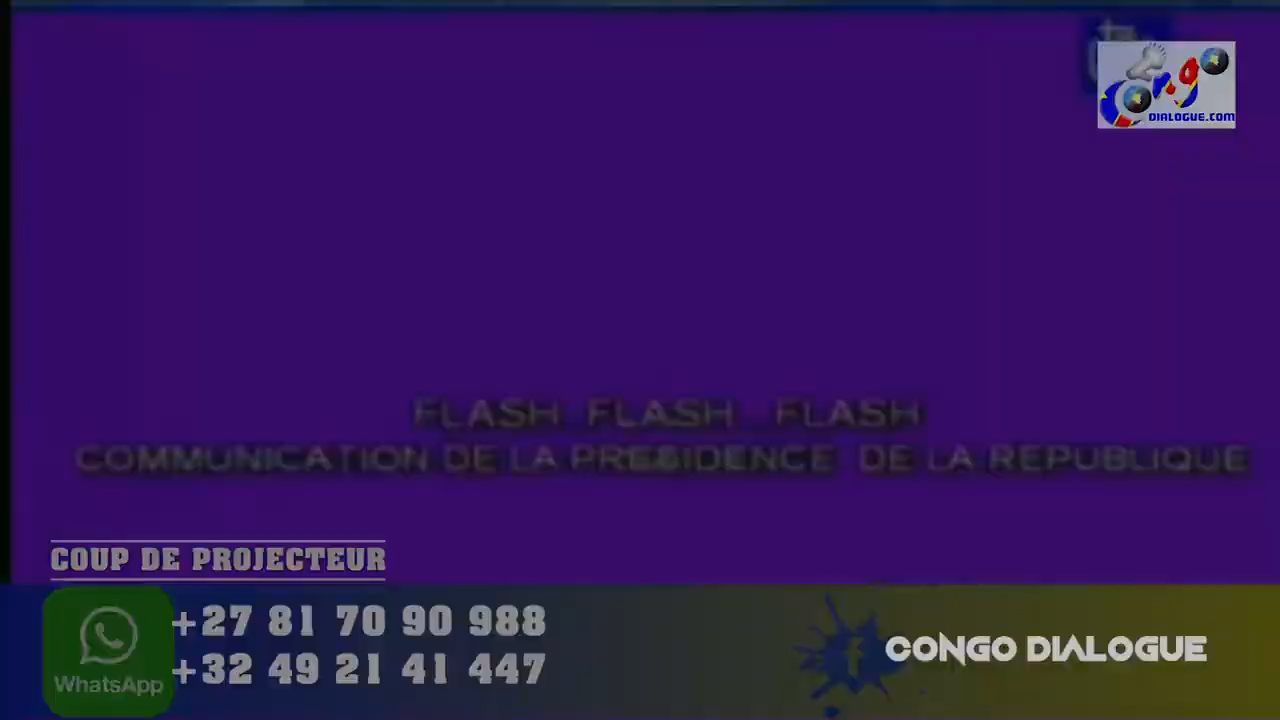 Congo
DIALOGUE.COM
FLASH FLASH FLASH
COMMUNICATION DE LA PRESIDENCE DE LA REPUBLIQUE
COUP DE PROJECTEUR
+27 81 70 90 988
+32 49 21 41 447
WhatsApp
f
CONGO DIALOGUE